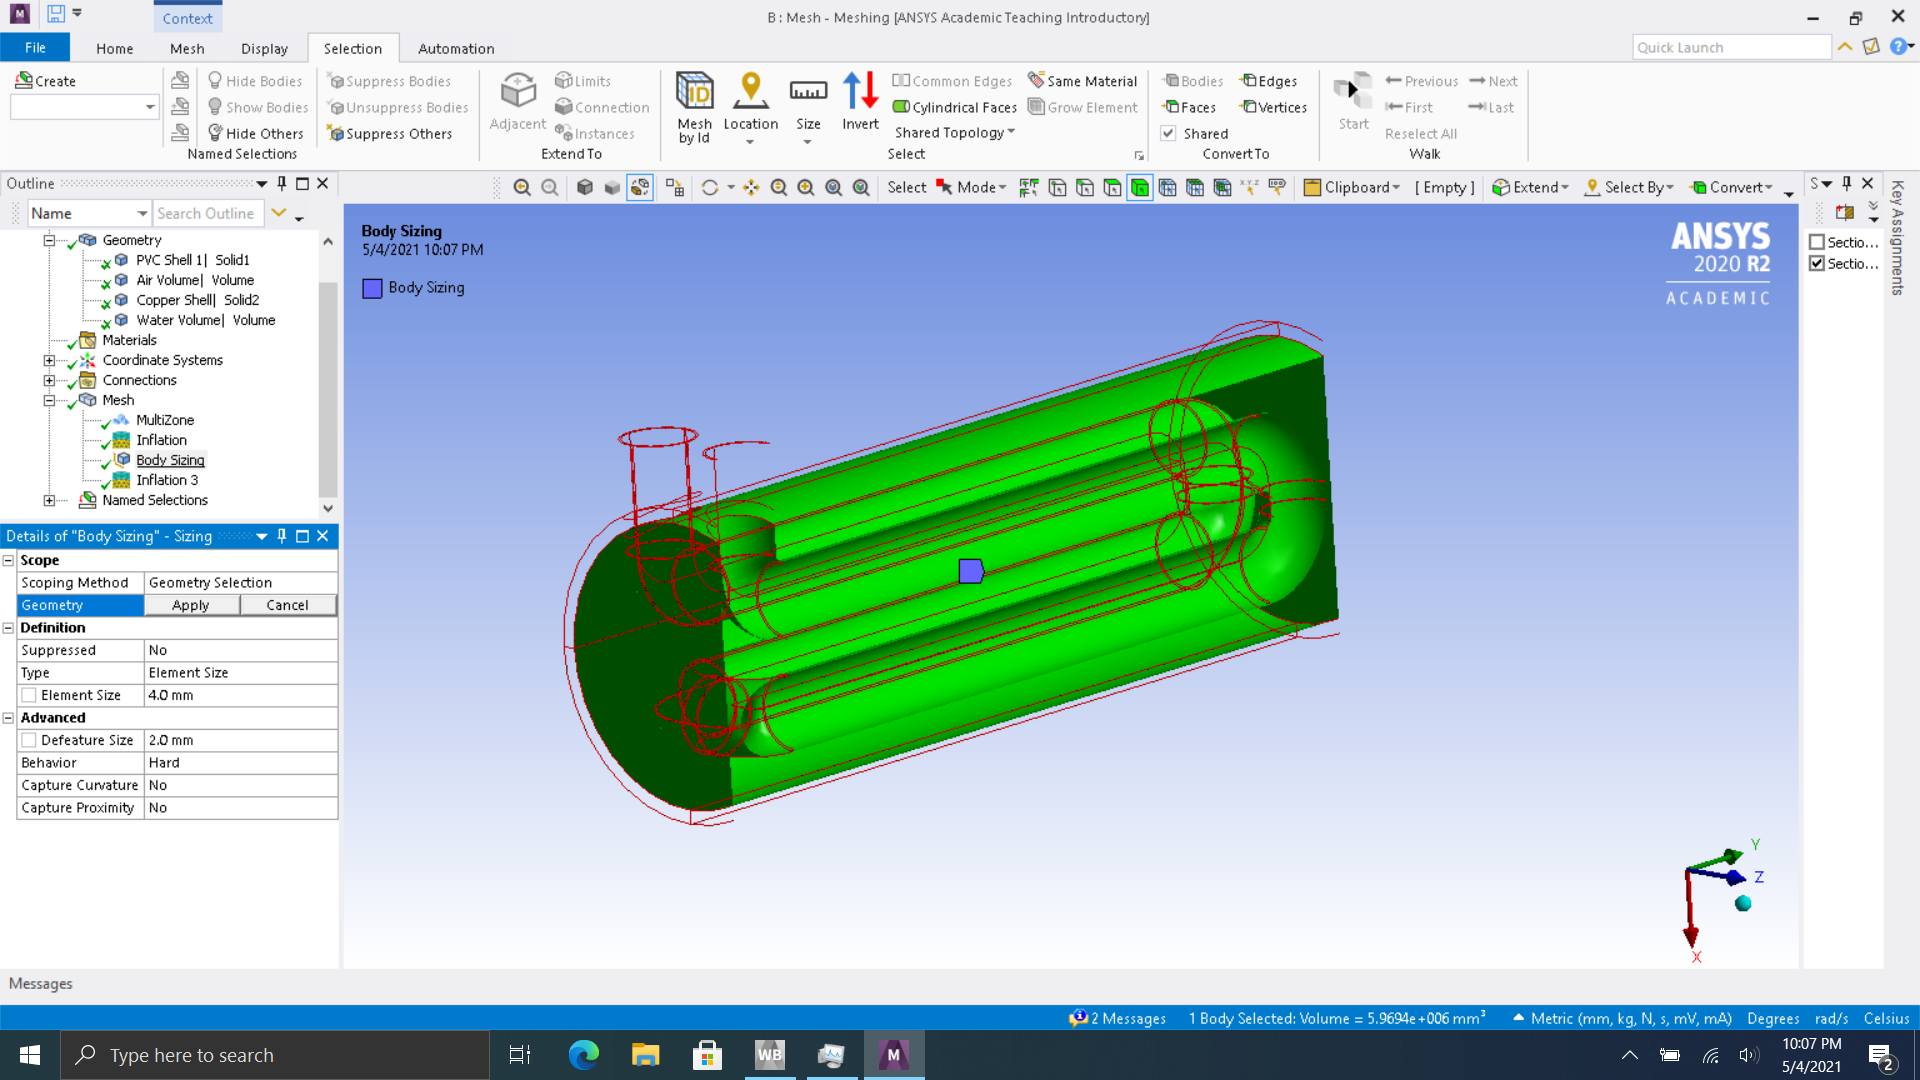 Context
B : Mesh - Meshing [ANSYS Academic Teaching Introductory]
File
Home
Mesh
Display
Selection
Automation
Quick Launch
Create
Named Selections
Hide Bodies
Show Bodies
Hide Others
Suppress Bodies
Unsuppress Bodies
Suppress Others
Adjacent
Limits
Connection
Instances
Extend To
Mesh by Id
Location
Size
Invert
Common Edges
Cylindrical Faces
Shared Topology
Same Material
Grow Element
Select
Bodies
Faces
Shared
Edges
Vertices
Convert To
Start
Previous
Next
First
Last
Reselect All
Walk
Outline
Name
Search Outline
Select
Mode
Clipboard
[ Empty ]
Extend
Select By
Convert
S
Key Assignments
Sectio...
Sectio...
Geometry
PVC Shell 1| Solid1
Air Volume| Volume
Copper Shell| Solid2
Water Volume| Volume
Materials
Coordinate Systems
Connections
Mesh
MultiZone
Inflation
Body Sizing
Inflation 3
Named Selections
Details of "Body Sizing" - Sizing
Scope
Scoping Method Geometry Selection
Geometry Apply Cancel
Definition
Suppressed No
Type Element Size
Element Size 4.0 mm
Advanced
Defeature Size 2.0 mm
Behavior Hard
Capture Curvature No
Capture Proximity No
Body Sizing
5/4/2021 10:07 PM
Body Sizing
ANSYS
2020 R2
ACADEMIC
Y
Z
X
Messages
2 Messages
1 Body Selected: Volume = 5.9694e+006 mm³
Metric (mm, kg, N, s, mV, mA)
Degrees
rad/s
Celsius
Type here to search
WB
M
10:07 PM
5/4/2021
2